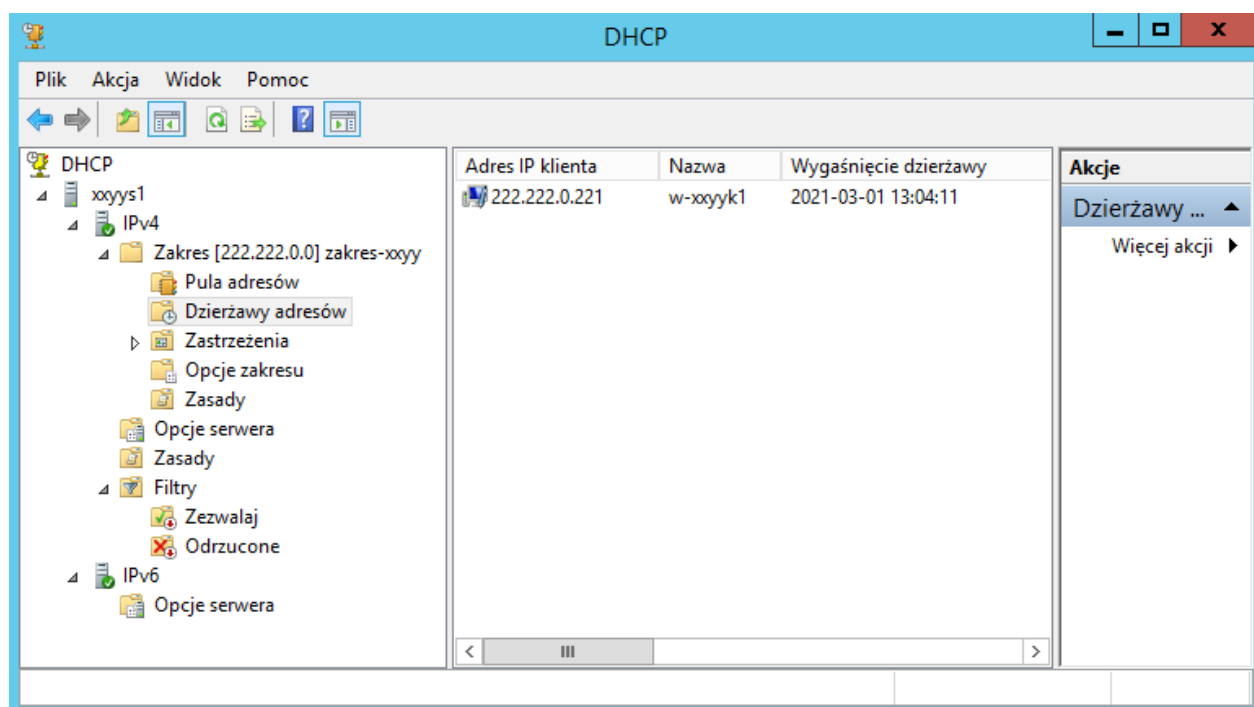 DHCP
Plik Akcja Widok Pomoc
DHCP
xxyys1
IPv4
Zakres [222.222.0.0] zakres-xxyy
Pula adresów
Dzierżawy adresów
Zastrzeżenia
Opcje zakresu
Zasady
Opcje serwera
Zasady
Filtry
Zezwalaj
Odrzucone
IPv6
Opcje serwera
Adres IP klienta Nazwa Wygaśnięcie dzierżawy
222.222.0.221 w-xxyyk1 2021-03-01 13:04:11
Akcje
Dzierżawy ...
Więcej akcji